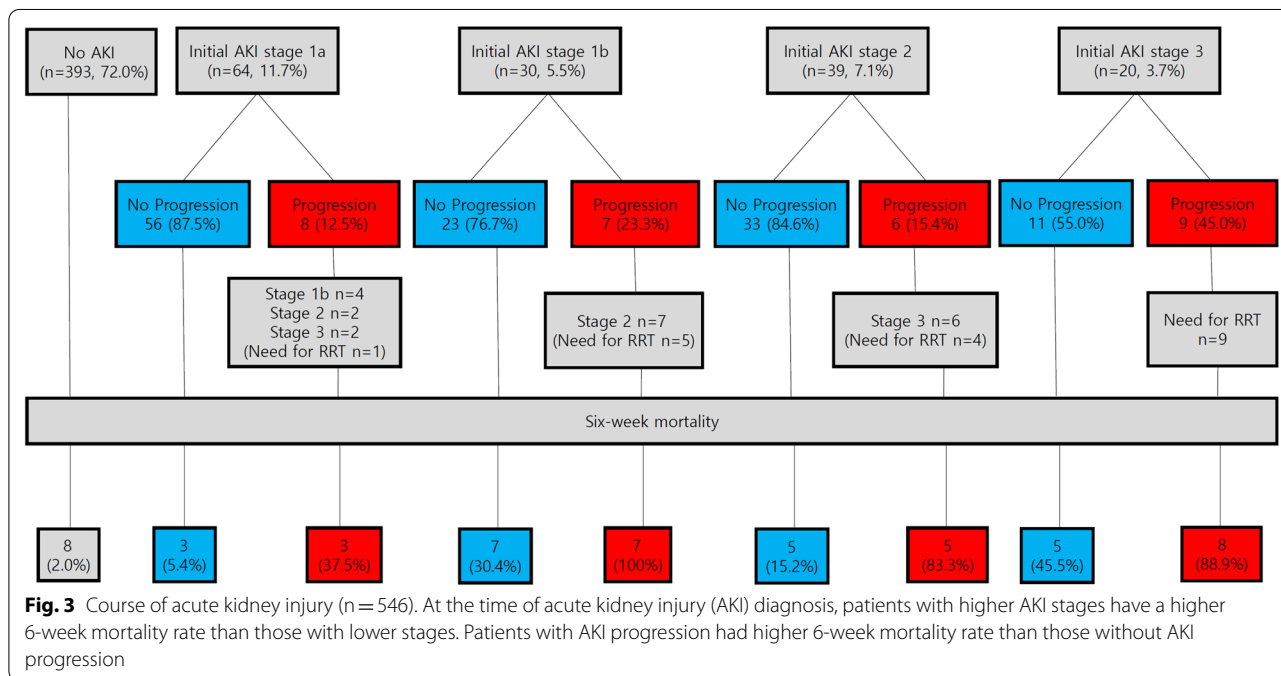 No AKI
(n=393, 72.0%)
Initial AKI stage 1a
(n=64, 11.7%)
Initial AKI stage 1b
(n=30, 5.5%)
Initial AKI stage 2
(n=39, 7.1%)
Initial AKI stage 3
(n=20, 3.7%)
No Progression
56 (87.5%)
Progression
8 (12.5%)
No Progression
23 (76.7%)
Progression
7 (23.3%)
No Progression
33 (84.6%)
Progression
6 (15.4%)
No Progression
11 (55.0%)
Progression
9 (45.0%)
Stage 1b n=4
Stage 2 n=2
Stage 3 n=2
(Need for RRT n=1)
Stage 2 n=7
(Need for RRT n=5)
Stage 3 n=6
(Need for RRT n=4)
Need for RRT
n=9
Six-week mortality
8
(2.0%)
3
(5.4%)
3
(37.5%)
7
(30.4%)
7
(100%)
5
(15.2%)
5
(83.3%)
5
(45.5%)
8
(88.9%)
Fig. 3 Course of acute kidney injury (n = 546). At the time of acute kidney injury (AKI) diagnosis, patients with higher AKI stages have a higher
6-week mortality rate than those with lower stages. Patients with AKI progression had higher 6-week mortality rate than those without AKI
progression